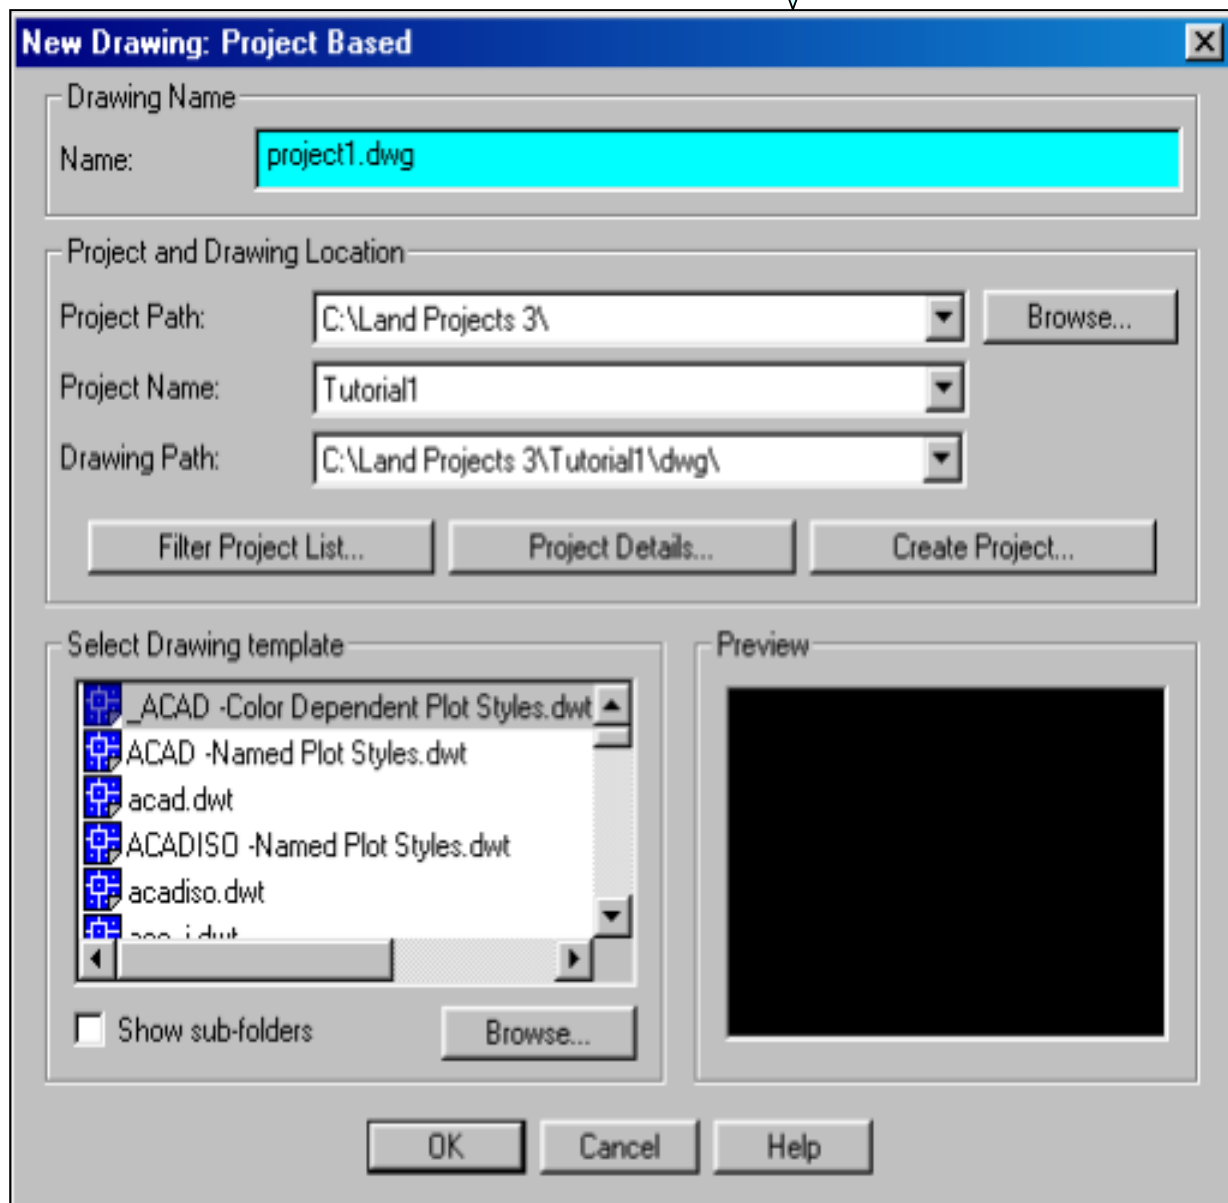 New Drawing: Project Based
Drawing Name
Name: project1.dwg
Project and Drawing Location
Project Path: C:\Land Projects 3\ Browse...
Project Name: Tutorial1
Drawing Path: C:\Land Projects 3\Tutorial1\dwg\
Filter Project List... Project Details... Create Project...
Select Drawing template
_ACAD -Color Dependent Plot Styles.dwt
ACAD -Named Plot Styles.dwt
acad.dwt
ACADISO -Named Plot Styles.dwt
acadiso.dwt
Show sub-folders Browse...
Preview
OK Cancel Help